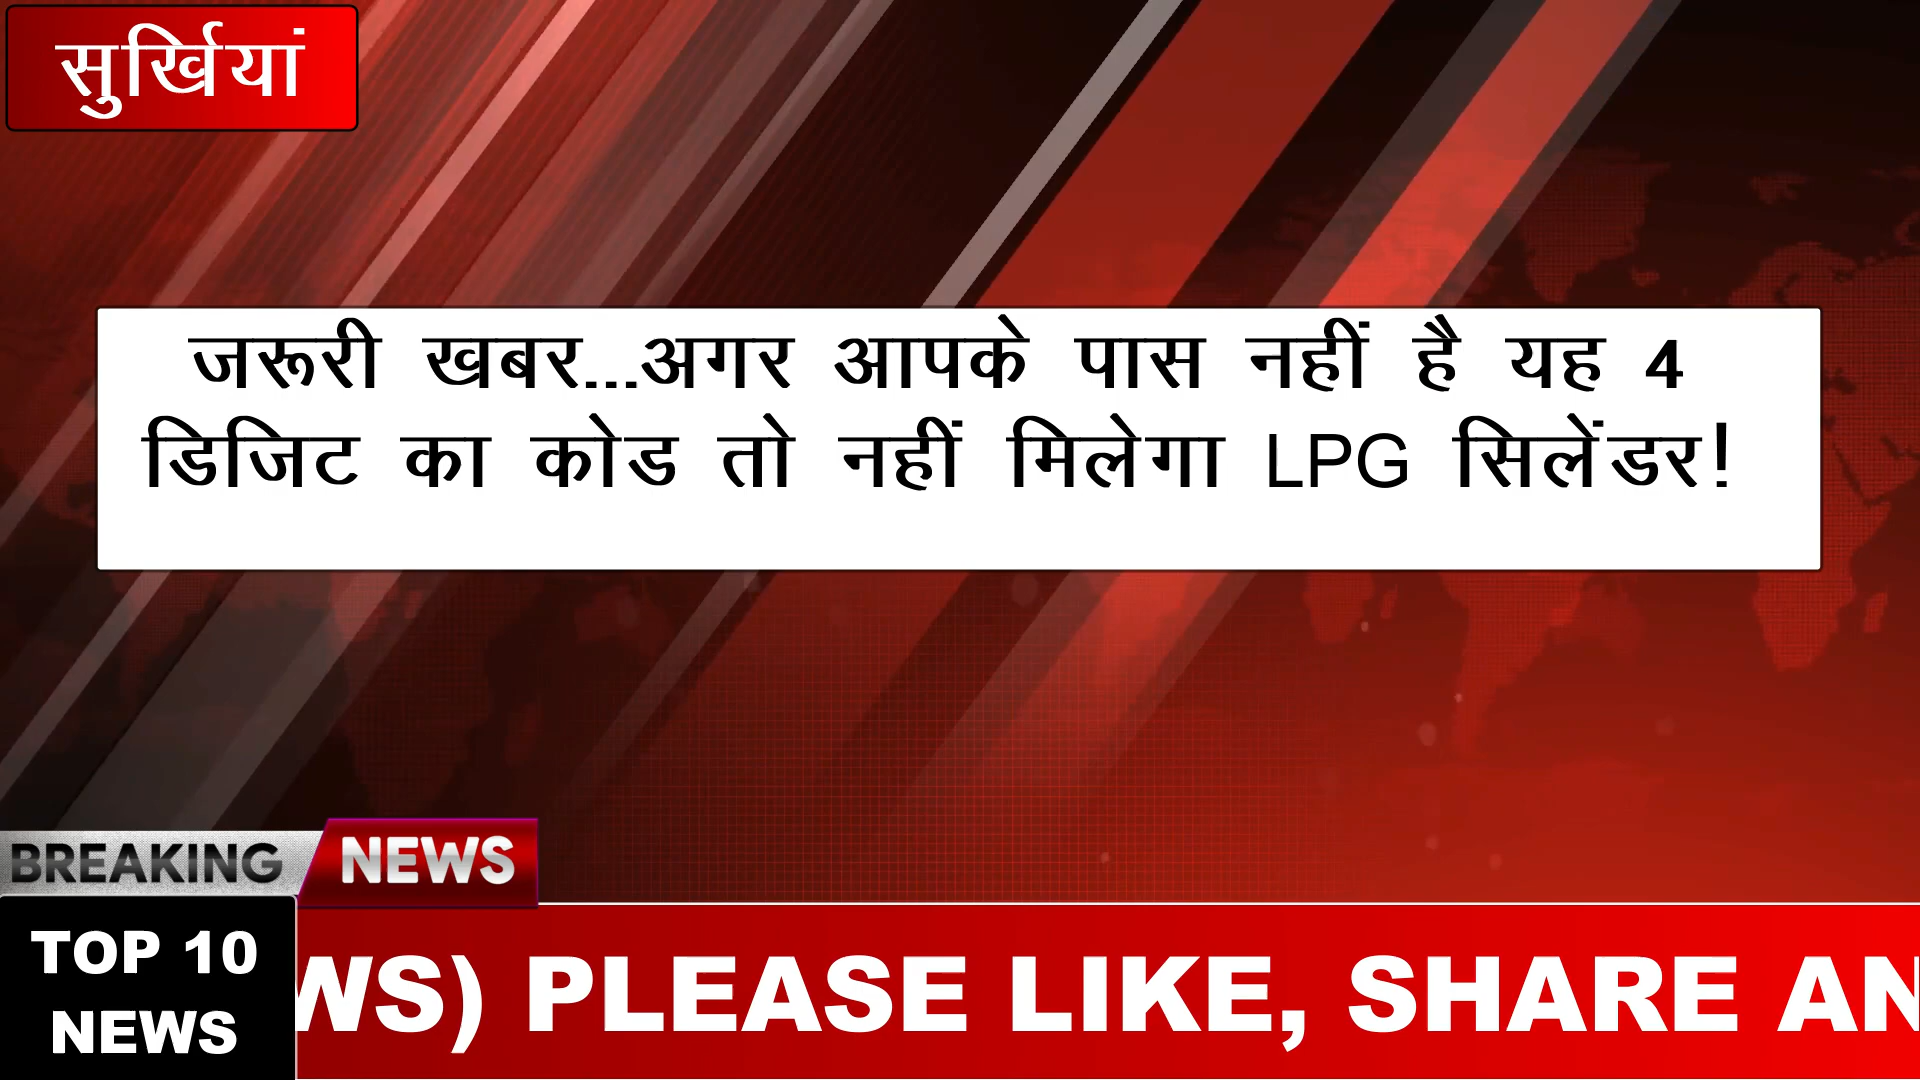 सुर्खियां
जरूरी खबर...अगर आपके पास नहीं है यह 4
डिजिट का कोड तो नहीं मिलेगा LPG सिलेंडर!
BREAKING NEWS
TOP 10
NEWS
WS) PLEASE LIKE, SHARE AN